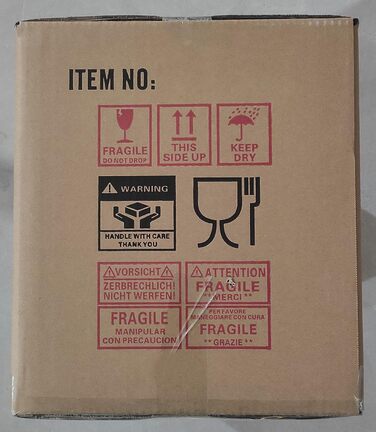 ITEM NO:
FRAGILE
DO NOT DROP
THIS
SIDE UP
KEEP
DRY
WARNING
HANDLE WITH CARE
THANK YOU
VORSICHT
ZERBRECHLICH!
NICHT WERFEN!
ATTENTION
FRAGILE
**MERCI**
FRAGILE
MANIPULAR
CON PRECAUCION
PER FAVORE
MANEGGIARE CON CURA
FRAGILE
**GRAZIE**